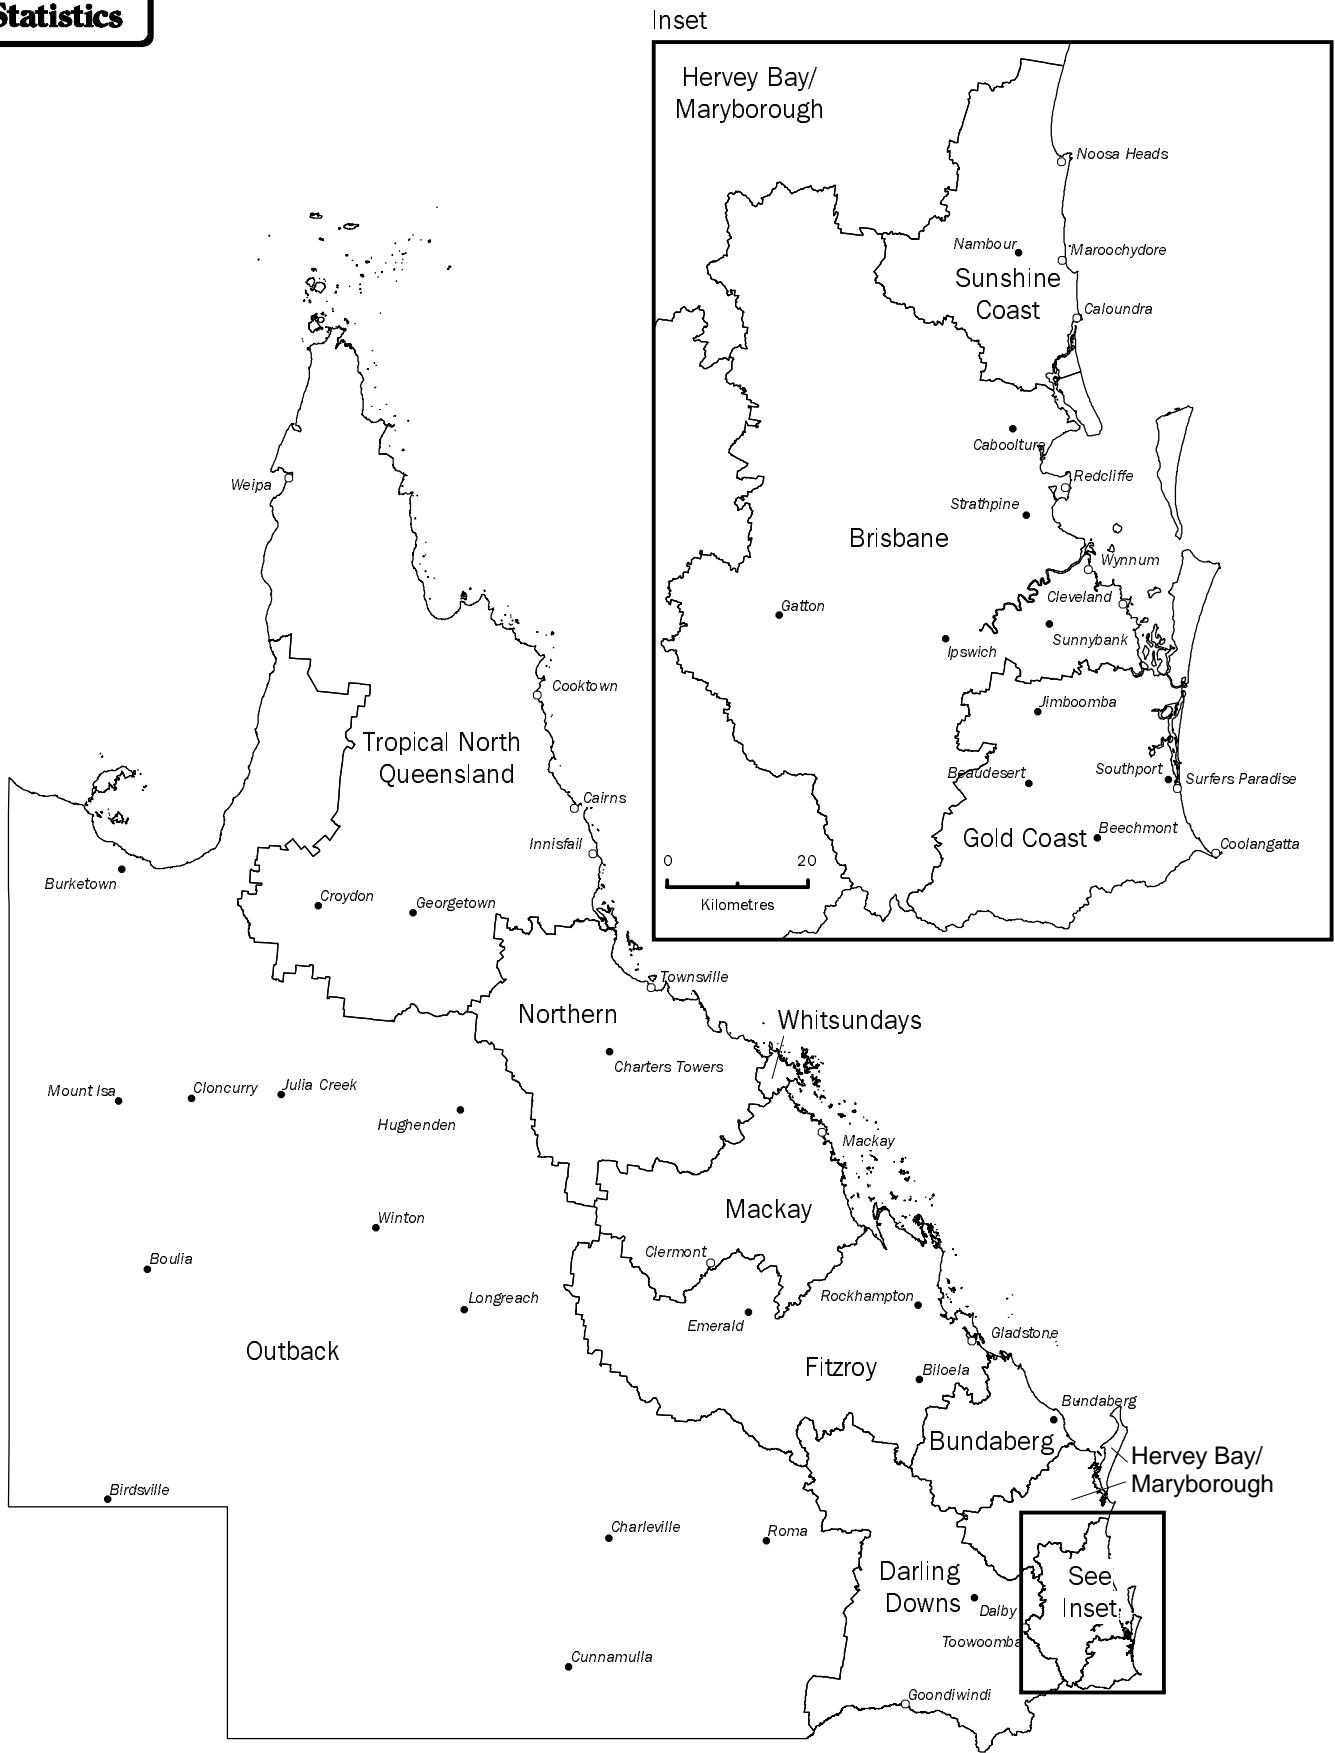 Statistics
Inset
Hervey Bay/
Maryborough
Noosa Heads
Nambour
Maroochydore
Sunshine
Coast
Caloundra
Caboolture
Redcliffe
Strathpine
Brisbane
Wynnum
Cleveland
Gatton
Sunnybank
Ipswich
Jimboomba
Beaudesert
Southport
Surfers Paradise
Gold Coast
Beechmont
Coolangatta
0 20
Kilometres
Weipa
Cooktown
Tropical North
Queensland
Cairns
Innisfail
Burketown
Croydon
Georgetown
Townsville
Northern
Whitsundays
Charters Towers
Mount Isa
Cloncurry
Julia Creek
Hughenden
Mackay
Mackay
Winton
Clermont
Boulia
Longreach
Rockhampton
Emerald
Gladstone
Outback
Fitzroy
Biloela
Bundaberg
Bundaberg
Hervey Bay/
Maryborough
Birdsville
Charleville
Roma
Darling
Downs
See
Inset
Dalby
Toowoomba
Cunnamulla
Goondiwindi